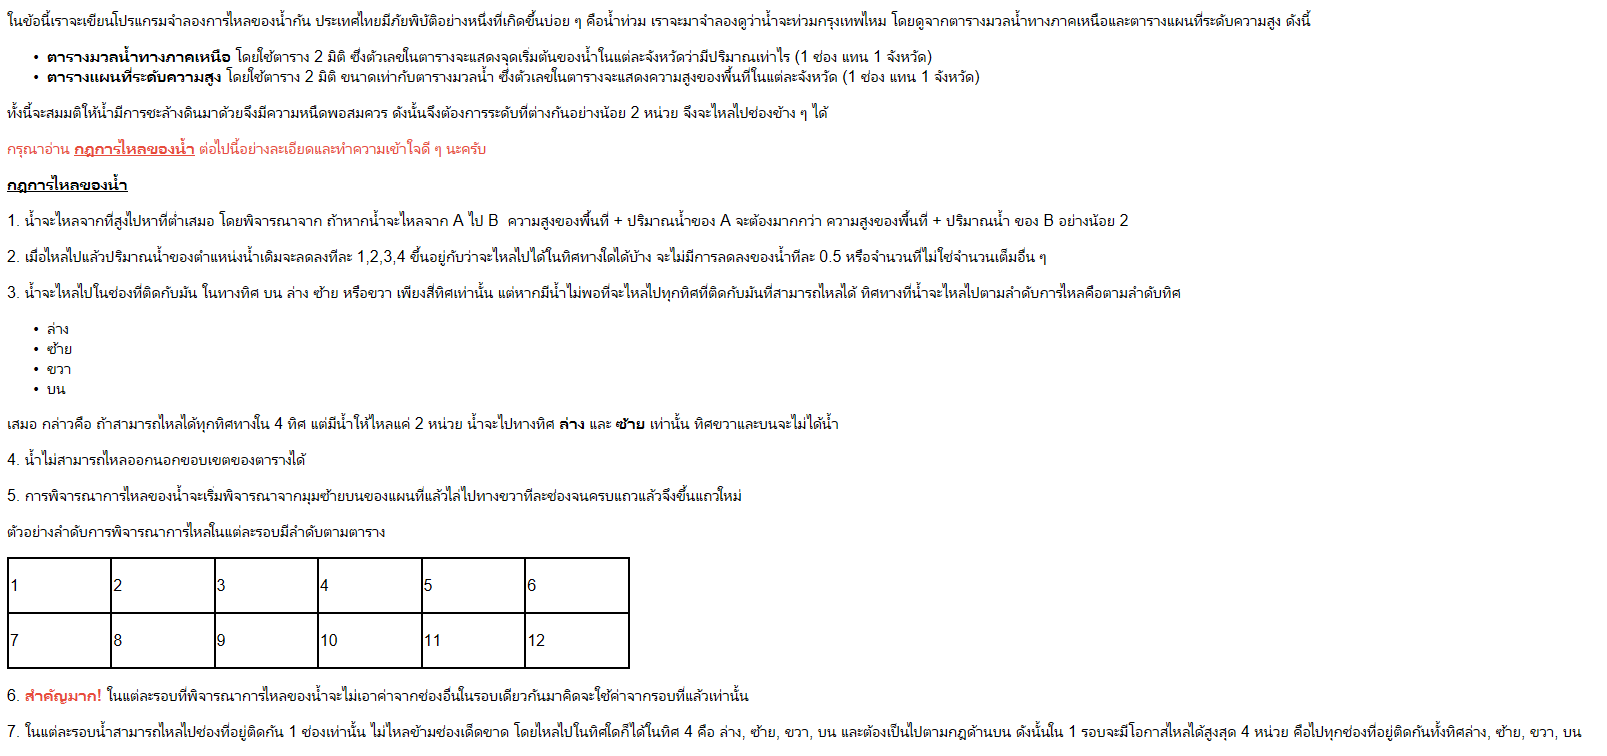 ในข้อนี้เราจะเขียนโปรแกรมจำลองการไหลของน้ำกัน ประเทศไทยมีภัยพิบัติอย่างหนึ่งที่เกิดขึ้นบ่อย ๆ คือน้ำท่วม เราจะมาจำลองดูว่าน้ำจะท่วมกรุงเทพไหม โดยดูจากตารางมวลน้ำทางภาคเหนือและตารางแผนที่ระดับความสูง ดังนี้
• ตารางมวลน้ำทางภาคเหนือ โดยใช้ตาราง 2 มิติ ซึ่งตัวเลขในตารางจะแสดงจุดเริ่มต้นของน้ำในแต่ละจังหวัดว่ามีปริมาณเท่าไร (1 ช่อง แทน 1 จังหวัด)
• ตารางแผนที่ระดับความสูง โดยใช้ตาราง 2 มิติ ขนาดเท่ากับตารางมวลน้ำ ซึ่งตัวเลขในตารางจะแสดงความสูงของพื้นที่ในแต่ละจังหวัด (1 ช่อง แทน 1 จังหวัด)
ทั้งนี้จะสมมติให้น้ำมีการชะล้างดินมาด้วยจึงมีความหนืดพอสมควร ดังนั้นจึงต้องการระดับที่ต่างกันอย่างน้อย 2 หน่วย จึงจะไหลไปช่องข้าง ๆ ได้
กรุณาอ่าน กฎการไหลของน้ำ ต่อไปนี้อย่างละเอียดและทำความเข้าใจดี ๆ นะครับ
กฎการไหลของน้ำ
1. น้ำจะไหลจากที่สูงไปหาที่ต่ำเสมอ โดยพิจารณาจาก ถ้าหากน้ำจะไหลจาก A ไป B ความสูงของพื้นที่ + ปริมาณน้ำของ A จะต้องมากกว่า ความสูงของพื้นที่ + ปริมาณน้ำ ของ B อย่างน้อย 2
2. เมื่อไหลไปแล้วปริมาณน้ำของตำแหน่งน้ำเดิมจะลดลงทีละ 1,2,3,4 ขึ้นอยู่กับว่าจะไหลไปได้ในทิศทางใดได้บ้าง จะไม่มีการลดลงของน้ำทีละ 0.5 หรือจำนวนที่ไม่ใช่จำนวนเต็มอื่น ๆ
3. น้ำจะไหลไปในช่องที่ติดกับมัน ในทางทิศ บน ล่าง ซ้าย หรือขวา เพียงสี่ทิศเท่านั้น แต่หากมีน้ำไม่พอที่จะไหลไปทุกทิศที่ติดกับมันที่สามารถไหลได้ ทิศทางที่น้ำจะไหลไปตามลำดับการไหลคือตามลำดับทิศ
• ล่าง
• ซ้าย
• ขวา
• บน
เสมอ กล่าวคือ ถ้าสามารถไหลได้ทุกทิศทางใน 4 ทิศ แต่มีน้ำให้ไหลแค่ 2 หน่วย น้ำจะไปทางทิศ ล่าง และ ซ้าย เท่านั้น ทิศขวาและบนจะไม่ได้น้ำ
4. น้ำไม่สามารถไหลออกนอกขอบเขตของตารางได้
5. การพิจารณาการไหลของน้ำจะเริ่มพิจารณาจากมุมซ้ายบนของแผนที่แล้วไล่ไปทางขวาทีละช่องจนครบแถวแล้วจึงขึ้นแถวใหม่
ตัวอย่างลำดับการพิจารณาการไหลในแต่ละรอบมีลำดับตามตาราง
1 2 3 4 5 6
7 8 9 10 11 12
6. สำคัญมาก! ในแต่ละรอบที่พิจารณาการไหลของน้ำจะไม่เอาค่าจากช่องอื่นในรอบเดียวกันมาคิดจะใช้ค่าจากรอบที่แล้วเท่านั้น
7. ในแต่ละรอบน้ำสามารถไหลไปช่องที่อยู่ติดกัน 1 ช่องเท่านั้น ไม่ไหลข้ามช่องเด็ดขาด โดยไหลไปในทิศใดก็ได้ในทิศ 4 คือ ล่าง, ซ้าย, ขวา, บน และต้องเป็นไปตามกฎด้านบน ดังนั้นใน 1 รอบจะมีโอกาสไหลได้สูงสุด 4 หน่วย คือไปทุกช่องที่อยู่ติดกันทั้งทิศล่าง, ซ้าย, ขวา, บน